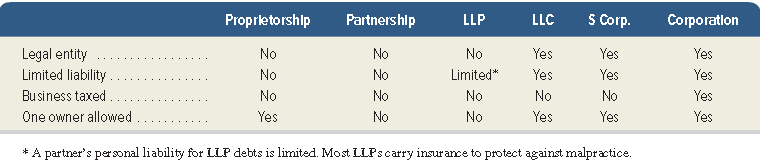 Proprietorship Partnership LLP LLC S Corp. Corporation
Legal entity . . . . . . . . . . . . . . . . No No No Yes Yes Yes
Limited liability . . . . . . . . . . . . . . No No Limited* Yes Yes Yes
Business taxed . . . . . . . . . . . . . . No No No No No Yes
One owner allowed . . . . . . . . . . . Yes No No Yes Yes Yes
* A partner's personal liability for LLP debts is limited. Most LLPs carry insurance to protect against malpractice.